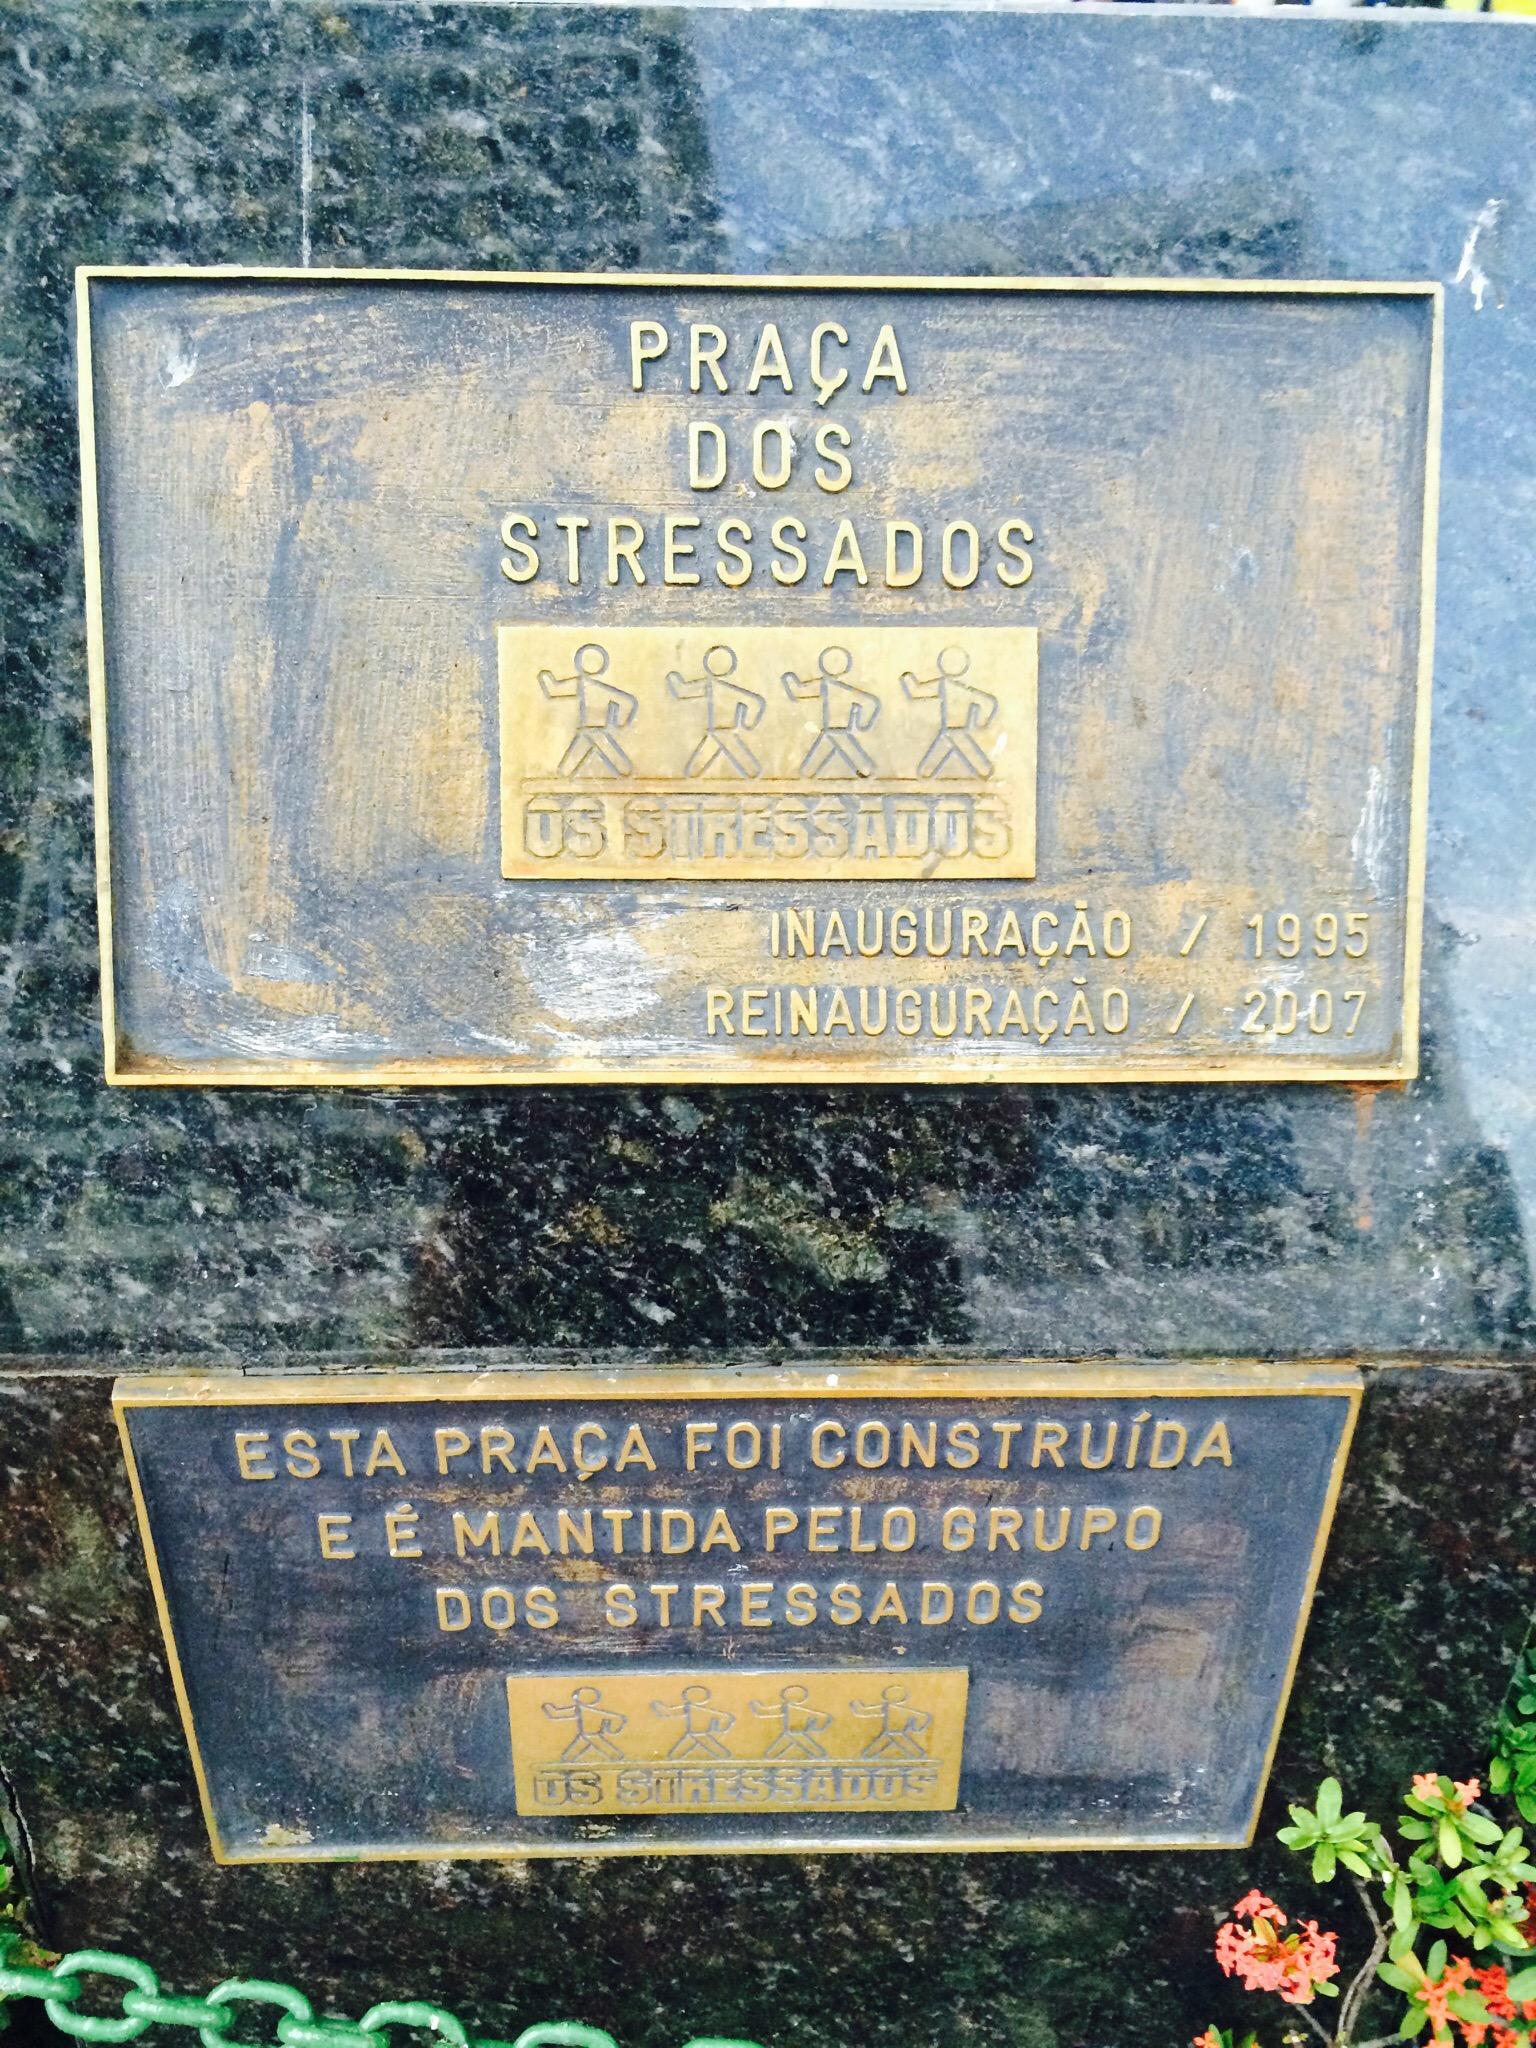 PRAÇA
DOS
STRESSADOS
OS STRESSADOS
INAUGURAÇÃO / 1995
REINAUGURAÇÃO / 2007
ESTA PRAÇA FOI CONSTRUÍDA
E É MANTIDA PELO GRUPO
DOS STRESSADOS
OS STRESSADOS